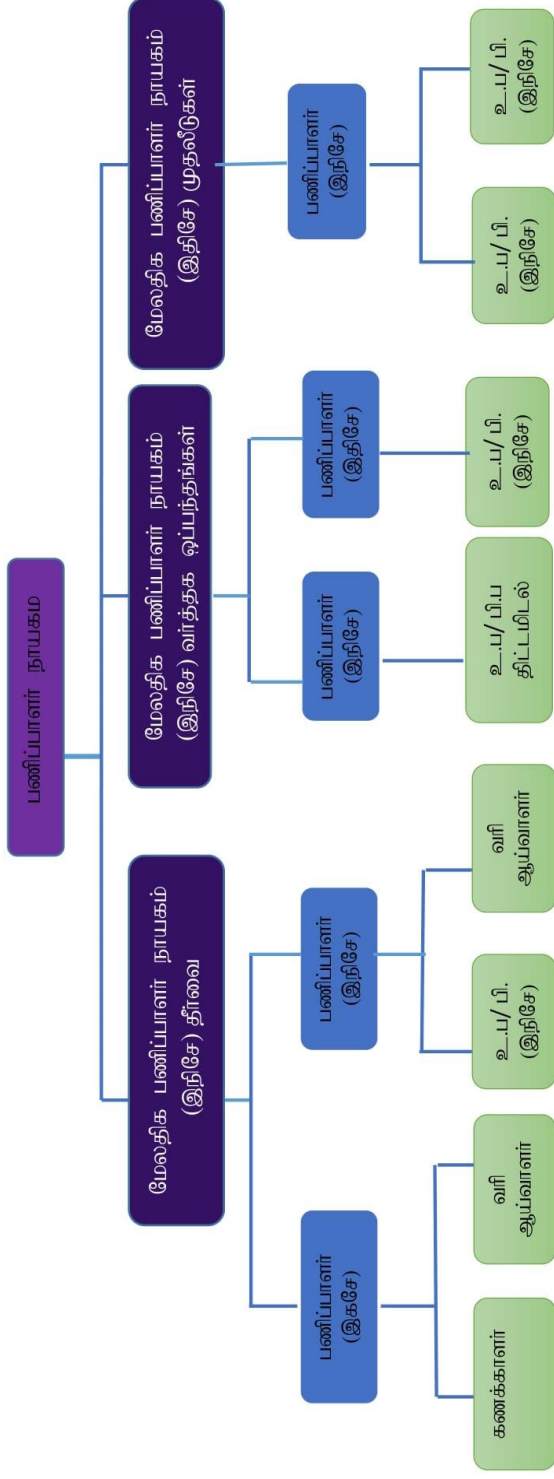 பணிப்பாளர் நாயகம
மேலதிக பணிப்பாளர் நாயகம்
(இநிசே) தீர்வை
மேலதிக பணிப்பாளர் நாயகம்
(இநிசே) வர்த்தக ஒப்பந்தங்கள்
மேலதிக பணிப்பாளர் நாயகம்
(இதிசே) முதலீடுகள்
பணிப்பாளர்
(இகசே)
பணிப்பாளர்
(இநிசே)
பணிப்பாளர்
(இநிசே)
பணிப்பாளர்
(இதிசே)
பணிப்பாளர்
(இநிசே)
கணக்காளர்
வரி
ஆய்வாளர்
உ.ப/ பி.
(இநிசே)
வரி
ஆய்வாளர்
உ.ப/ பி.ப
திட்டமிடல்
உ.ப/ பி.
(இநிசே)
உ.ப/ பி.
(இநிசே)
உ.ப/ பி.
(இநிசே)